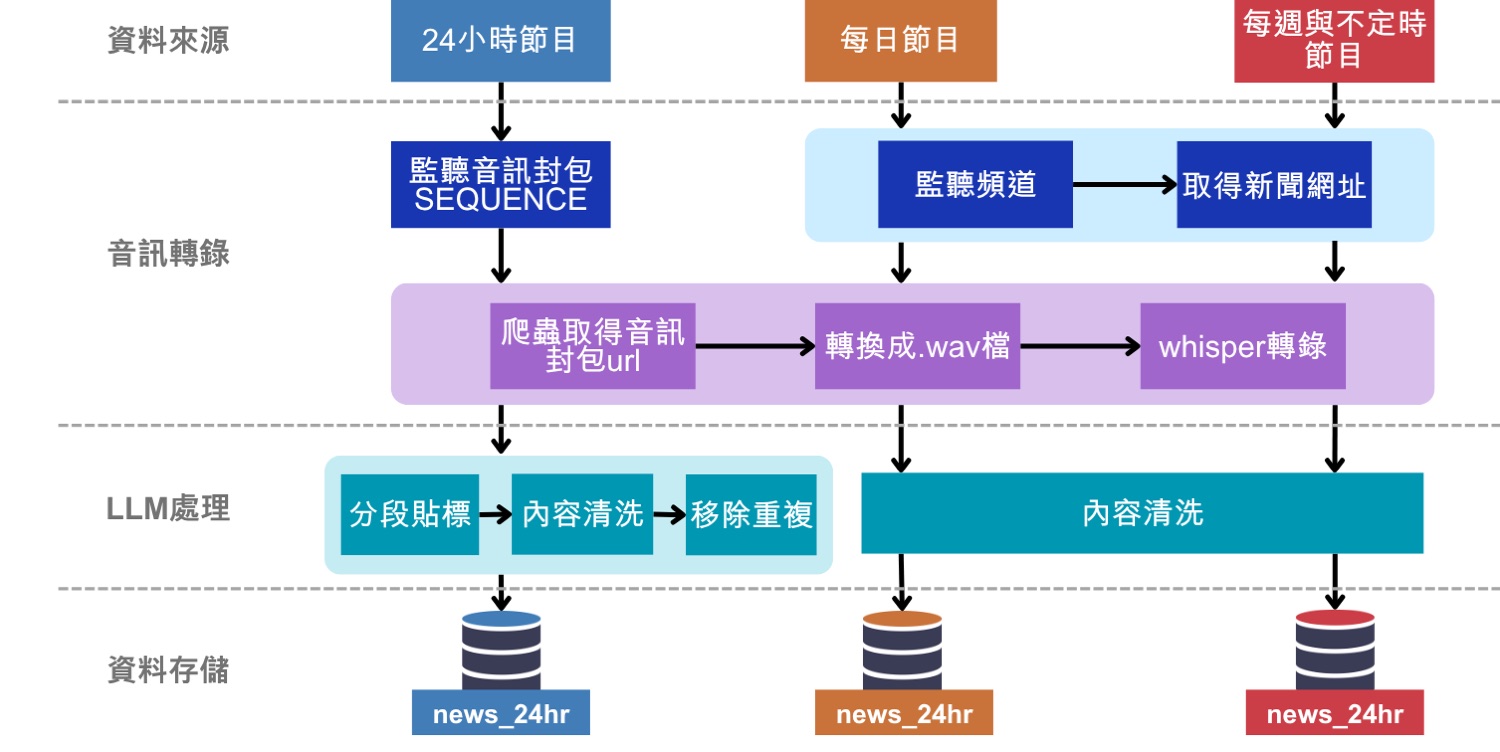 資料來源
24小時節目
每日節目
每週與不定時
節目
音訊轉錄
監聽音訊封包
SEQUENCE
監聽頻道
取得新聞網址
爬蟲取得音訊
封包url
轉換成.wav檔
whisper轉錄
LLM處理
分段貼標
內容清洗
移除重複
內容清洗
資料存儲
news_24hr
news_24hr
news_24hr